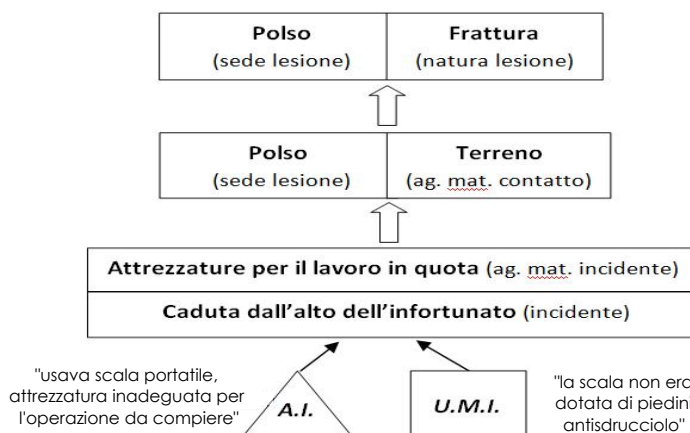 Polso
(sede lesione)
Frattura
(natura lesione)
Polso
(sede lesione)
Terreno
(ag. mat. contatto)
Attrezzature per il lavoro in quota (ag. mat. incidente)
Caduta dall'alto dell'infortunato (incidente)
"usava scala portatile,
attrezzatura inadeguata per
l'operazione da compiere"
A.I.
U.M.I.
"la scala non era
dotata di piedini
antisdrucciolo"